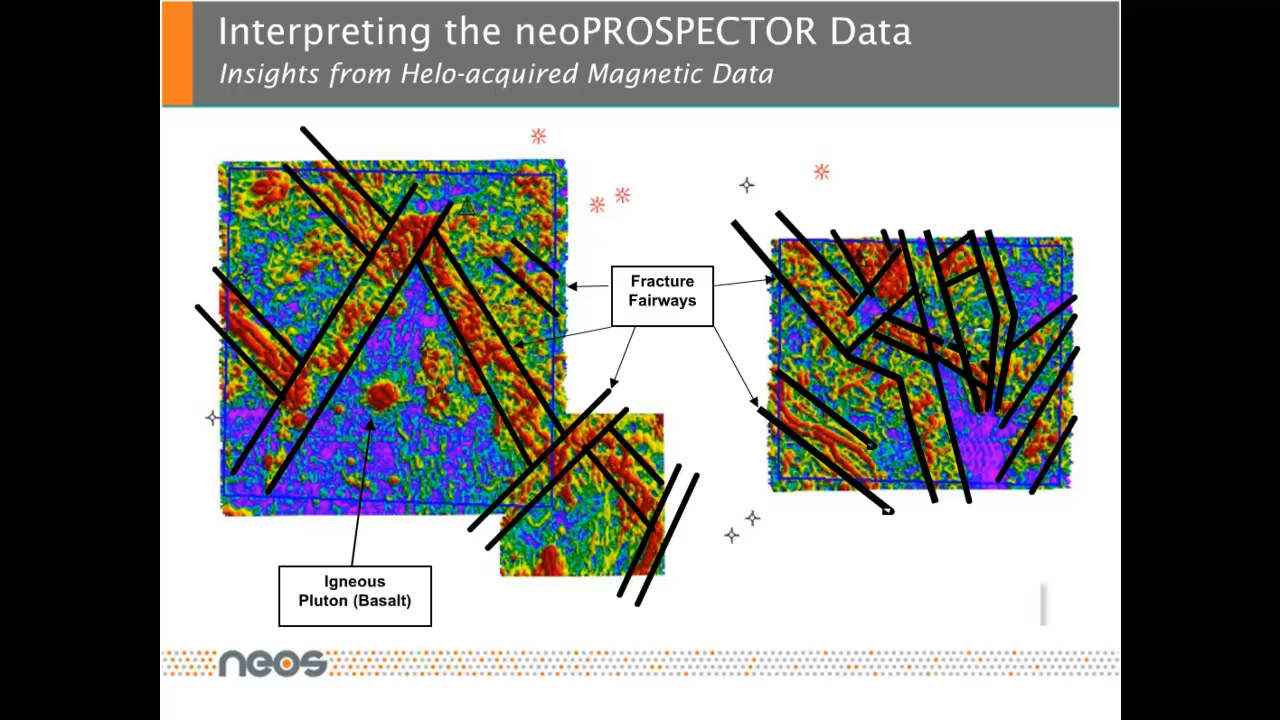 Interpreting the neoPROSPECTOR Data
Insights from Helo-acquired Magnetic Data
Fracture
Fairways
Igneous
Pluton (Basalt)
neos